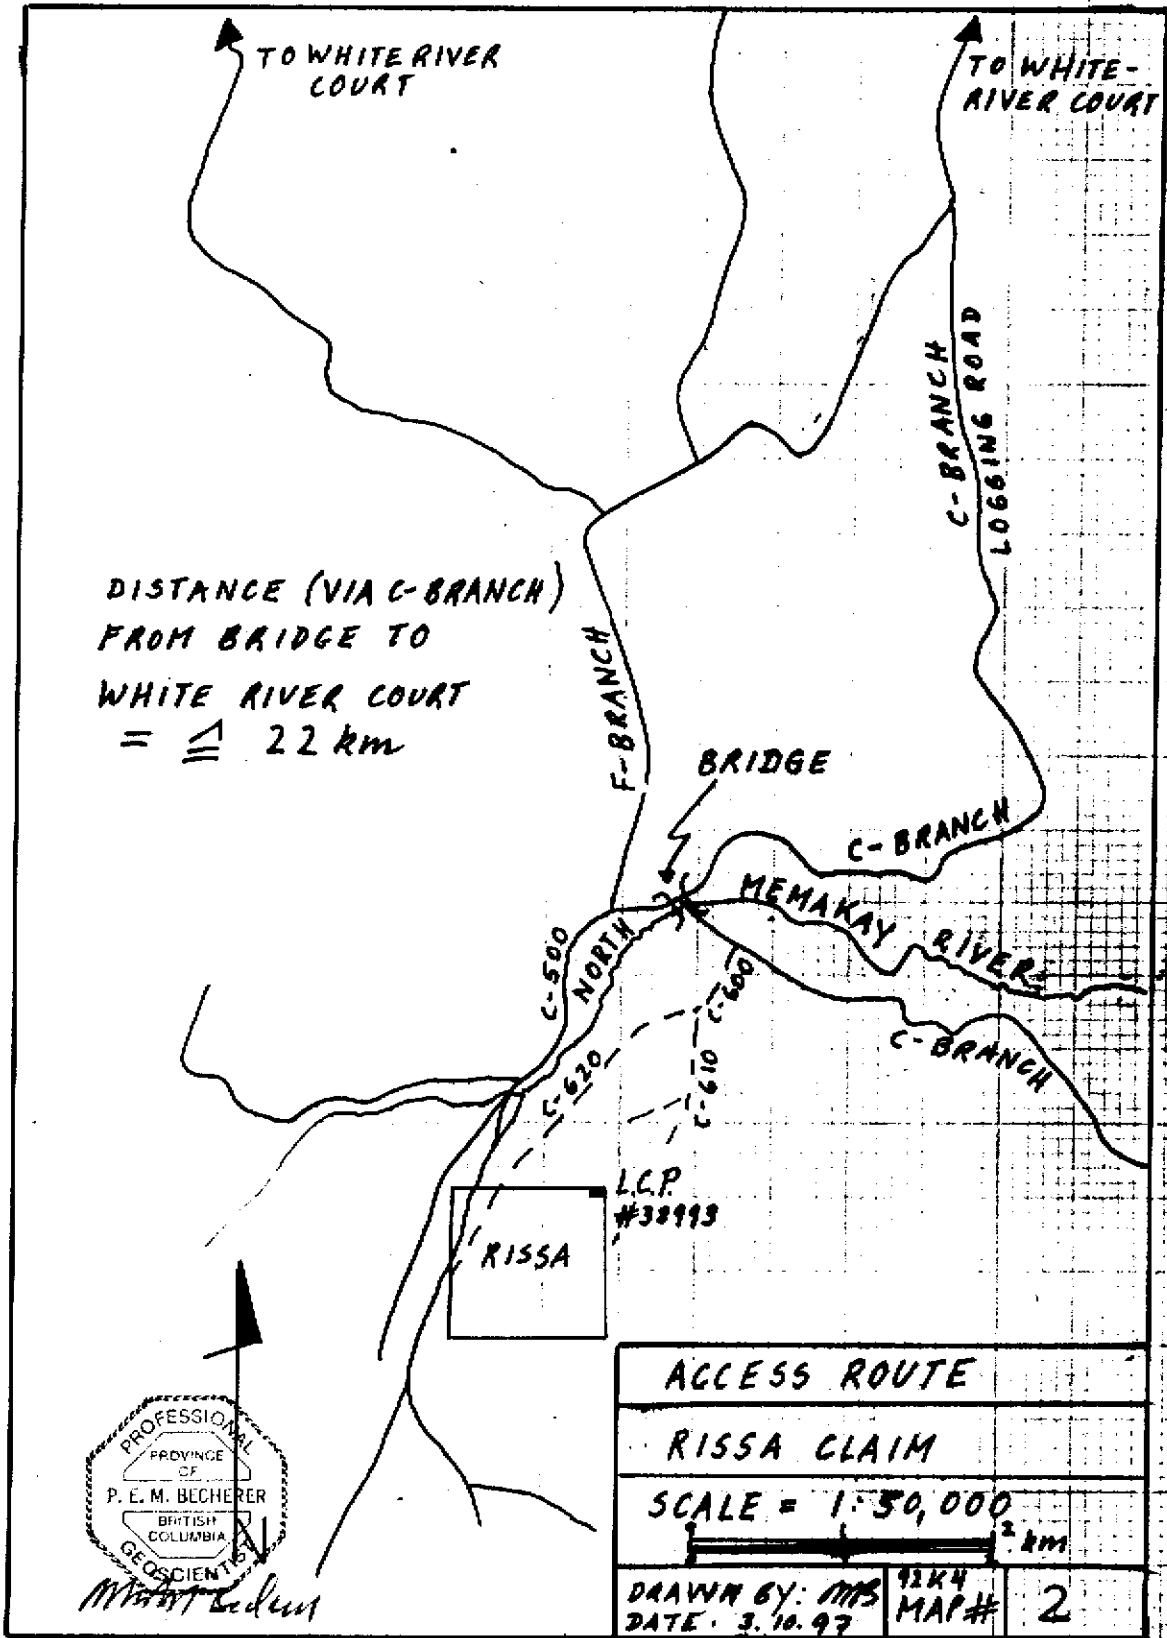 TO WHITE RIVER
COURT
TO WHITE-
RIVER COURT
C-BRANCH
LOGGING ROAD
DISTANCE (VIA C-BRANCH)
FROM BRIDGE TO
WHITE RIVER COURT
= ≙ 22 km
F-BRANCH
BRIDGE
C-BRANCH
MEMAKAY
RIVER
NORTH
C-500
C-600
C-BRANCH
C-620
C-610
L.C.P.
#38993
RISSA
N
PROFESSIONAL
PROVINCE
OF
P. E. M. BECHERER
BRITISH
COLUMBIA
GEOSCIENTIST
ACCESS ROUTE
RISSA CLAIM
SCALE = 1:50,000
2 km
DRAWN BY: MB
DATE: 3.10.97
92K4
MAP# 2